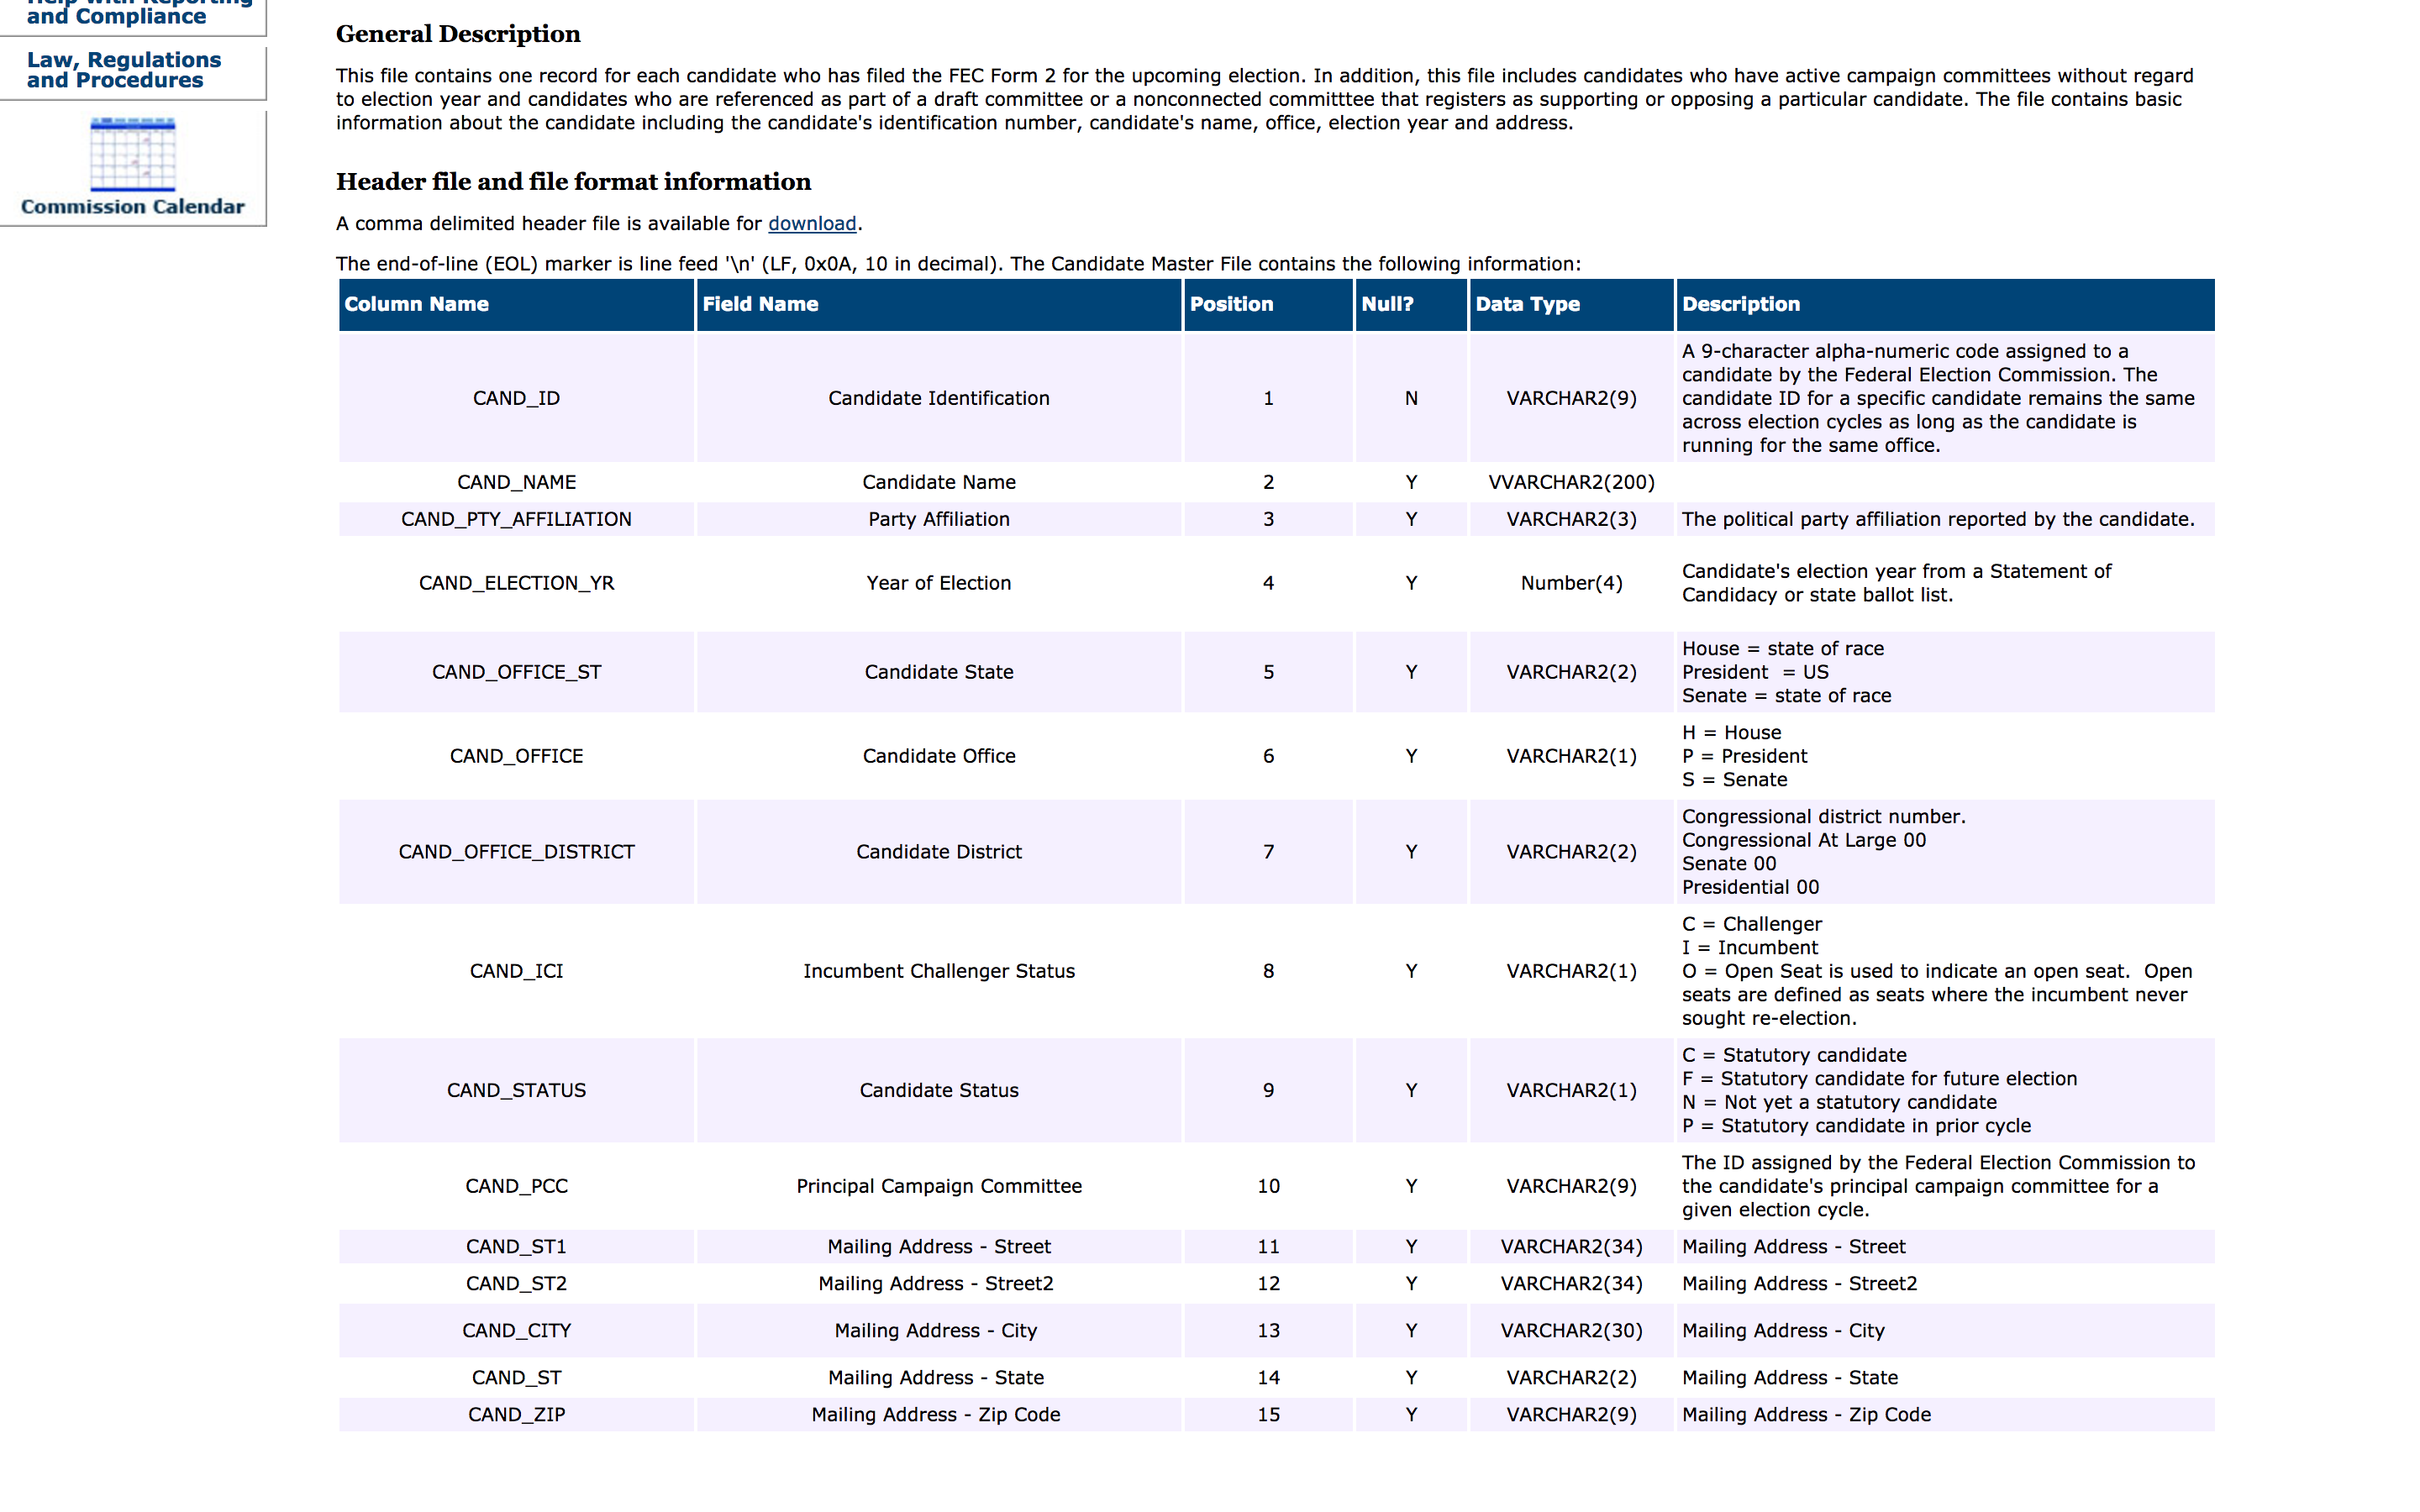 Help with Reporting
and Compliance
Law, Regulations
and Procedures
Commission Calendar
General Description
This file contains one record for each candidate who has filed the FEC Form 2 for the upcoming election. In addition, this file includes candidates who have active campaign committees without regard
to election year and candidates who are referenced as part of a draft committee or a nonconnected committtee that registers as supporting or opposing a particular candidate. The file contains basic
information about the candidate including the candidate's identification number, candidate's name, office, election year and address.
Header file and file format information
A comma delimited header file is available for download.
The end-of-line (EOL) marker is line feed '\n' (LF, 0x0A, 10 in decimal). The Candidate Master File contains the following information:
Column Name Field Name Position Null? Data Type Description
CAND_ID Candidate Identification 1 N VARCHAR2(9) A 9-character alpha-numeric code assigned to a
candidate by the Federal Election Commission. The
candidate ID for a specific candidate remains the same
across election cycles as long as the candidate is
running for the same office.
CAND_NAME Candidate Name 2 Y VVARCHAR2(200)
CAND_PTY_AFFILIATION Party Affiliation 3 Y VARCHAR2(3) The political party affiliation reported by the candidate.
CAND_ELECTION_YR Year of Election 4 Y Number(4) Candidate's election year from a Statement of
Candidacy or state ballot list.
CAND_OFFICE_ST Candidate State 5 Y VARCHAR2(2) House = state of race
President = US
Senate = state of race
CAND_OFFICE Candidate Office 6 Y VARCHAR2(1) H = House
P = President
S = Senate
CAND_OFFICE_DISTRICT Candidate District 7 Y VARCHAR2(2) Congressional district number.
Congressional At Large 00
Senate 00
Presidential 00
CAND_ICI Incumbent Challenger Status 8 Y VARCHAR2(1) C = Challenger
I = Incumbent
O = Open Seat is used to indicate an open seat. Open
seats are defined as seats where the incumbent never
sought re-election.
CAND_STATUS Candidate Status 9 Y VARCHAR2(1) C = Statutory candidate
F = Statutory candidate for future election
N = Not yet a statutory candidate
P = Statutory candidate in prior cycle
CAND_PCC Principal Campaign Committee 10 Y VARCHAR2(9) The ID assigned by the Federal Election Commission to
the candidate's principal campaign committee for a
given election cycle.
CAND_ST1 Mailing Address - Street 11 Y VARCHAR2(34) Mailing Address - Street
CAND_ST2 Mailing Address - Street2 12 Y VARCHAR2(34) Mailing Address - Street2
CAND_CITY Mailing Address - City 13 Y VARCHAR2(30) Mailing Address - City
CAND_ST Mailing Address - State 14 Y VARCHAR2(2) Mailing Address - State
CAND_ZIP Mailing Address - Zip Code 15 Y VARCHAR2(9) Mailing Address - Zip Code